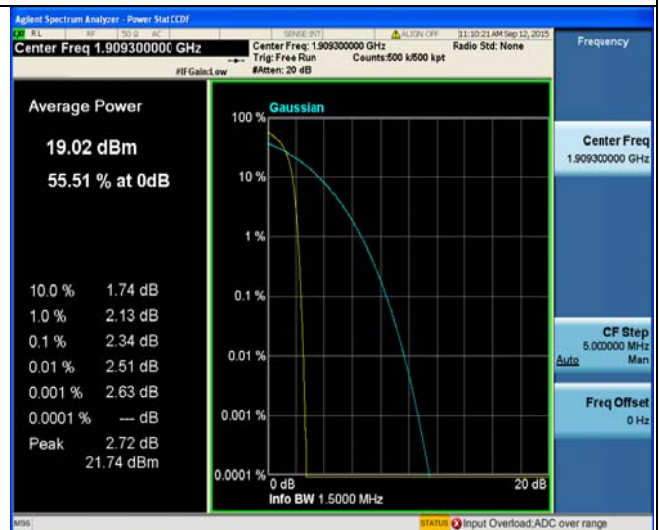 Agilent Spectrum Analyzer - Power Stat CCDF
RL RF 50 Ω AC SENSE:INT ALIGN OFF 11:10:21 AM Sep 12, 2015
Center Freq 1.909300000 GHz
Center Freq: 1.909300000 GHz Radio Std: None
Trig: Free Run Counts:500 k/500 kpt
#IFGain:Low #Atten: 20 dB
Frequency
Average Power
19.02 dBm
55.51 % at 0dB
10.0 % 1.74 dB
1.0 % 2.13 dB
0.1 % 2.34 dB
0.01 % 2.51 dB
0.001 % 2.63 dB
0.0001 % --- dB
Peak 2.72 dB
21.74 dBm
Gaussian
100 %
10 %
1 %
0.1 %
0.01 %
0.001 %
0.0001 %
0 dB 20 dB
Info BW 1.5000 MHz
Center Freq
1.909300000 GHz
CF Step
5.000000 MHz
Auto Man
Freq Offset
0 Hz
MSG STATUS Input Overload;ADC over range